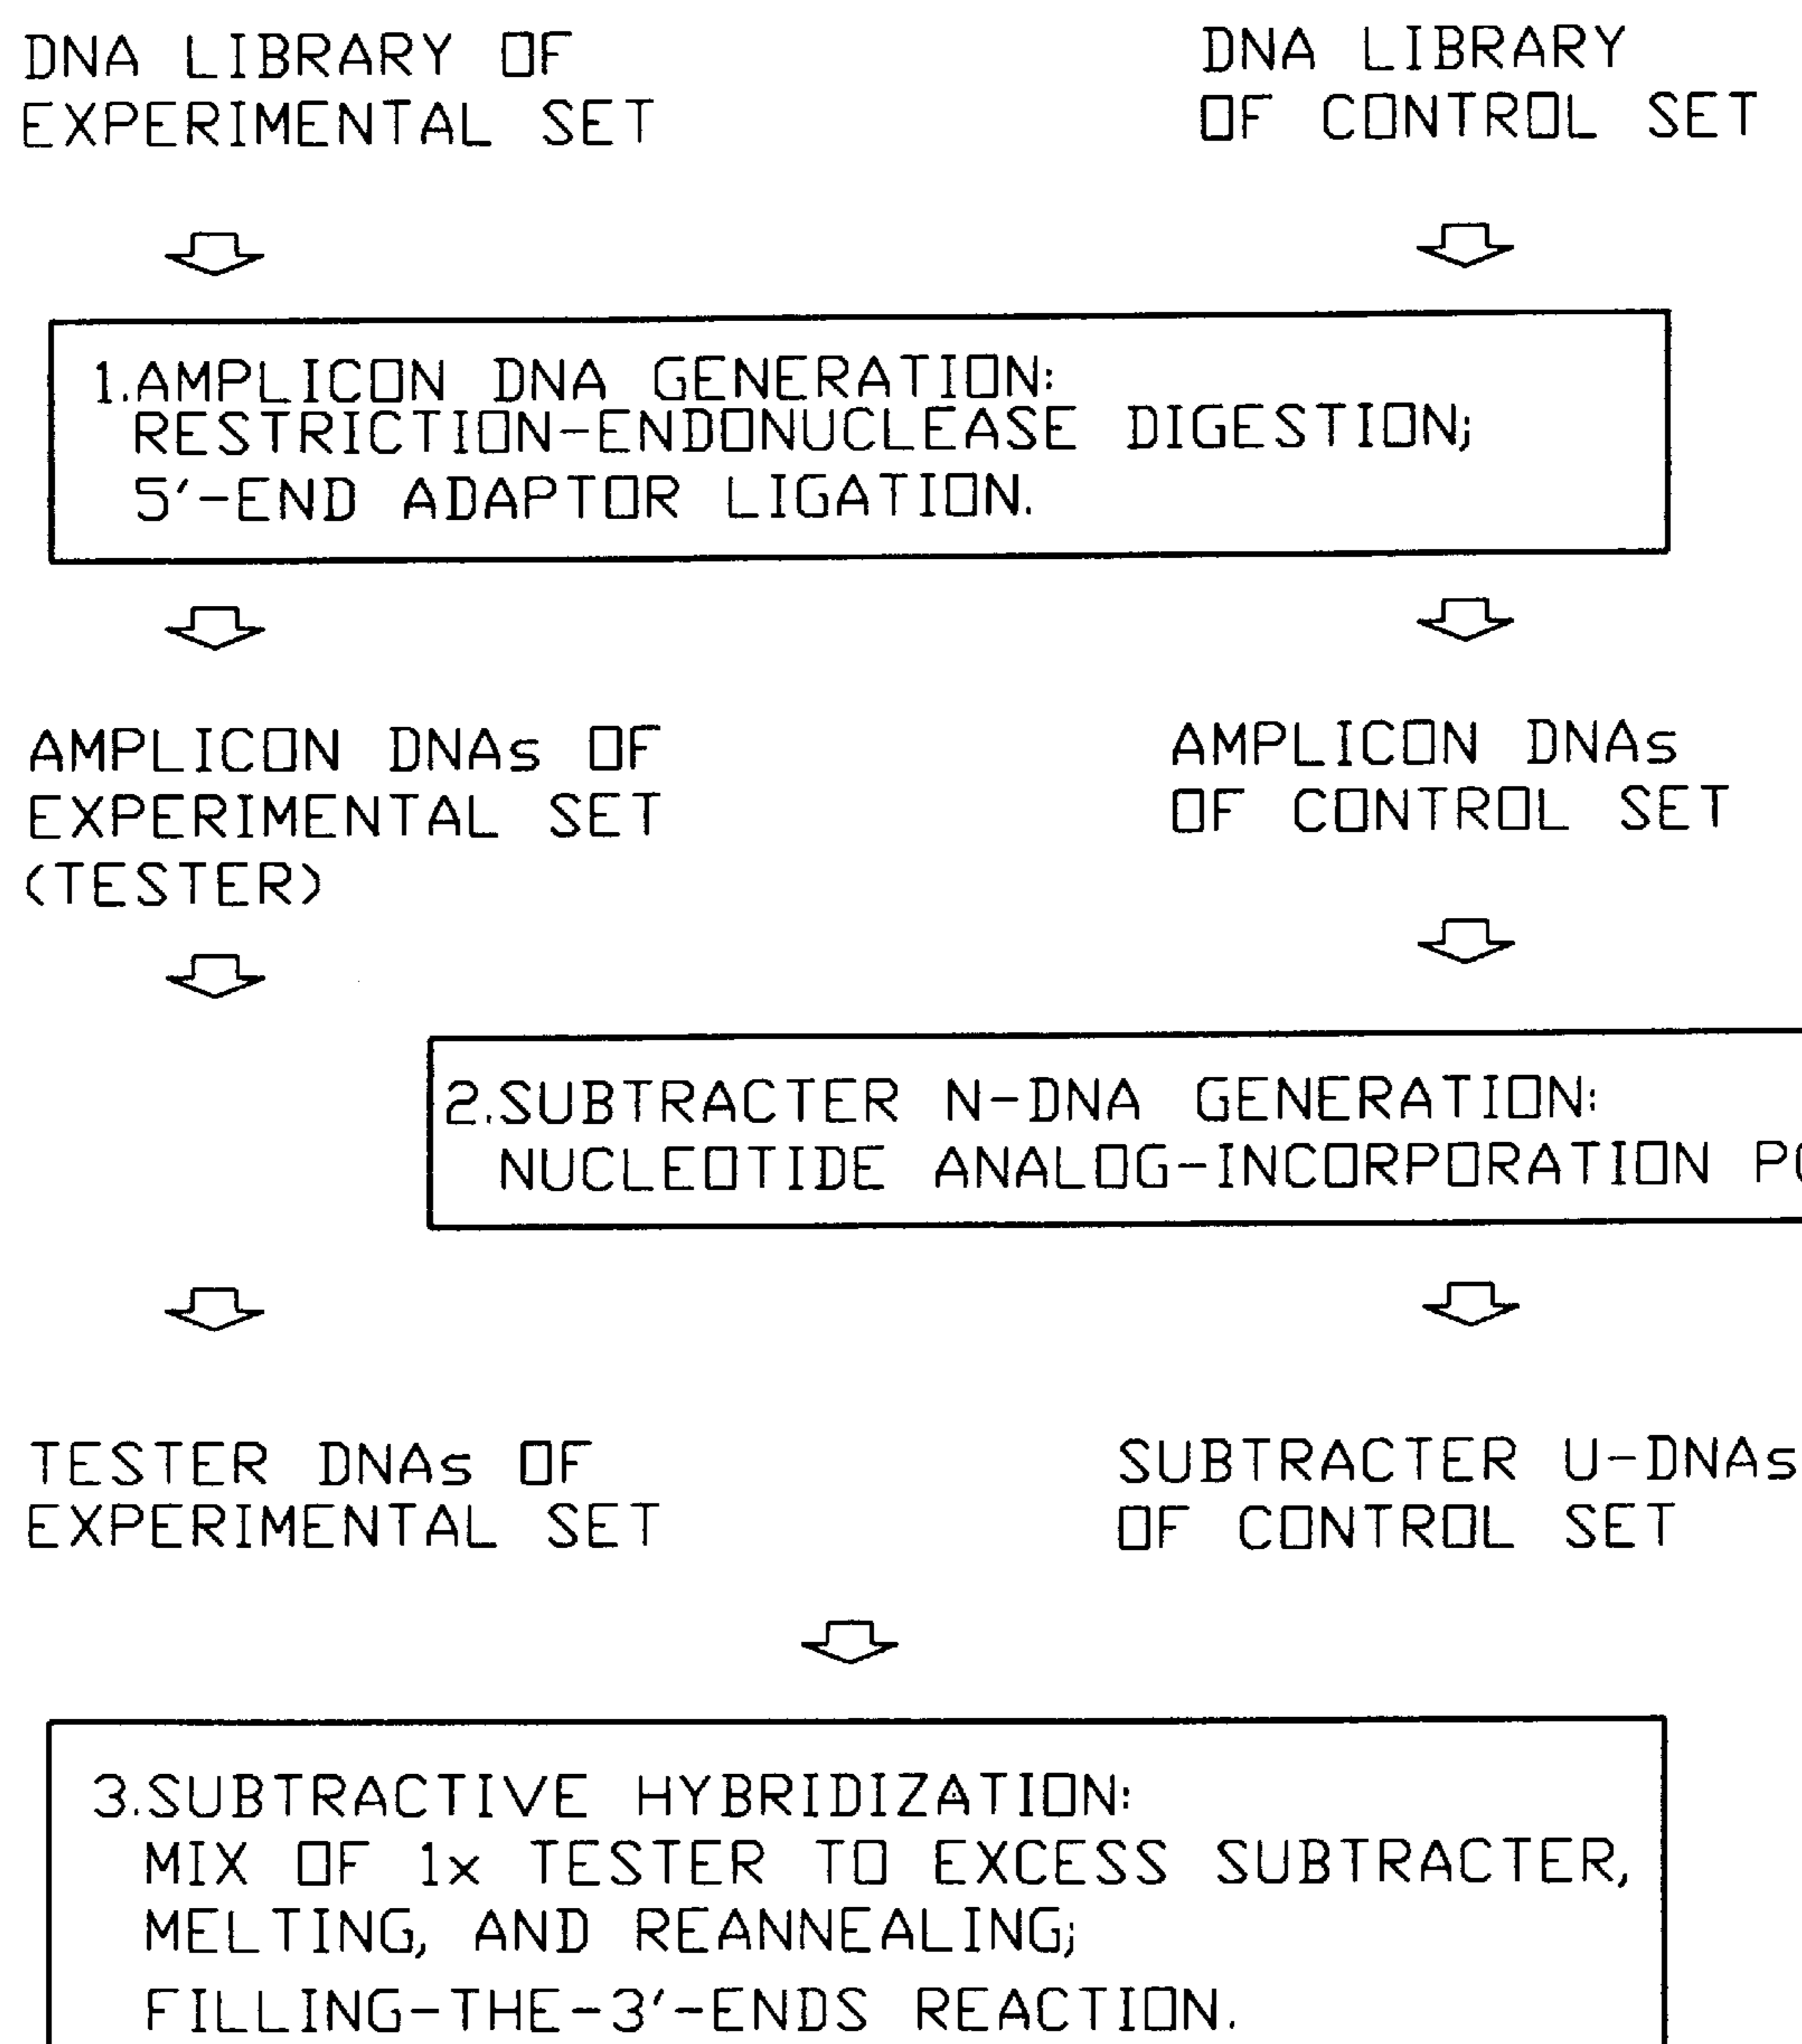 DNA LIBRARY OF
EXPERIMENTAL SET
DNA LIBRARY
OF CONTROL SET
1.AMPLICON DNA GENERATION:
RESTRICTION-ENDONUCLEASE DIGESTION;
5'-END ADAPTOR LIGATION.
AMPLICON DNAs OF
EXPERIMENTAL SET
(TESTER)
AMPLICON DNAs
OF CONTROL SET
2.SUBTRACTER N-DNA GENERATION:
NUCLEOTIDE ANALOG-INCORPORATION
TESTER DNAs OF
EXPERIMENTAL SET
SUBTRACTER U-DNAs
OF CONTROL SET
3.SUBTRACTIVE HYBRIDIZATION:
MIX OF 1x TESTER TO EXCESS SUBTRACTER,
MELTING, AND REANNEALING;
FILLING-THE-3'-ENDS REACTION.